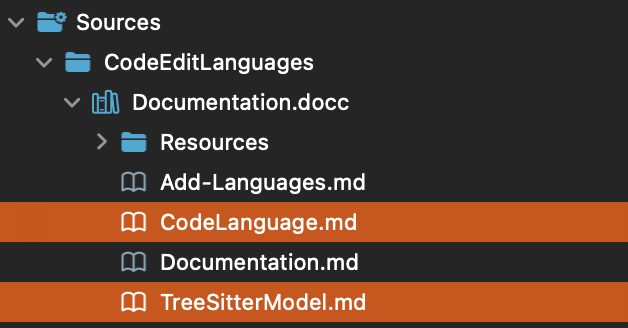 Sources
CodeEditLanguages
Documentation.docc
Resources
Add-Languages.md
CodeLanguage.md
Documentation.md
TreeSitterModel.md